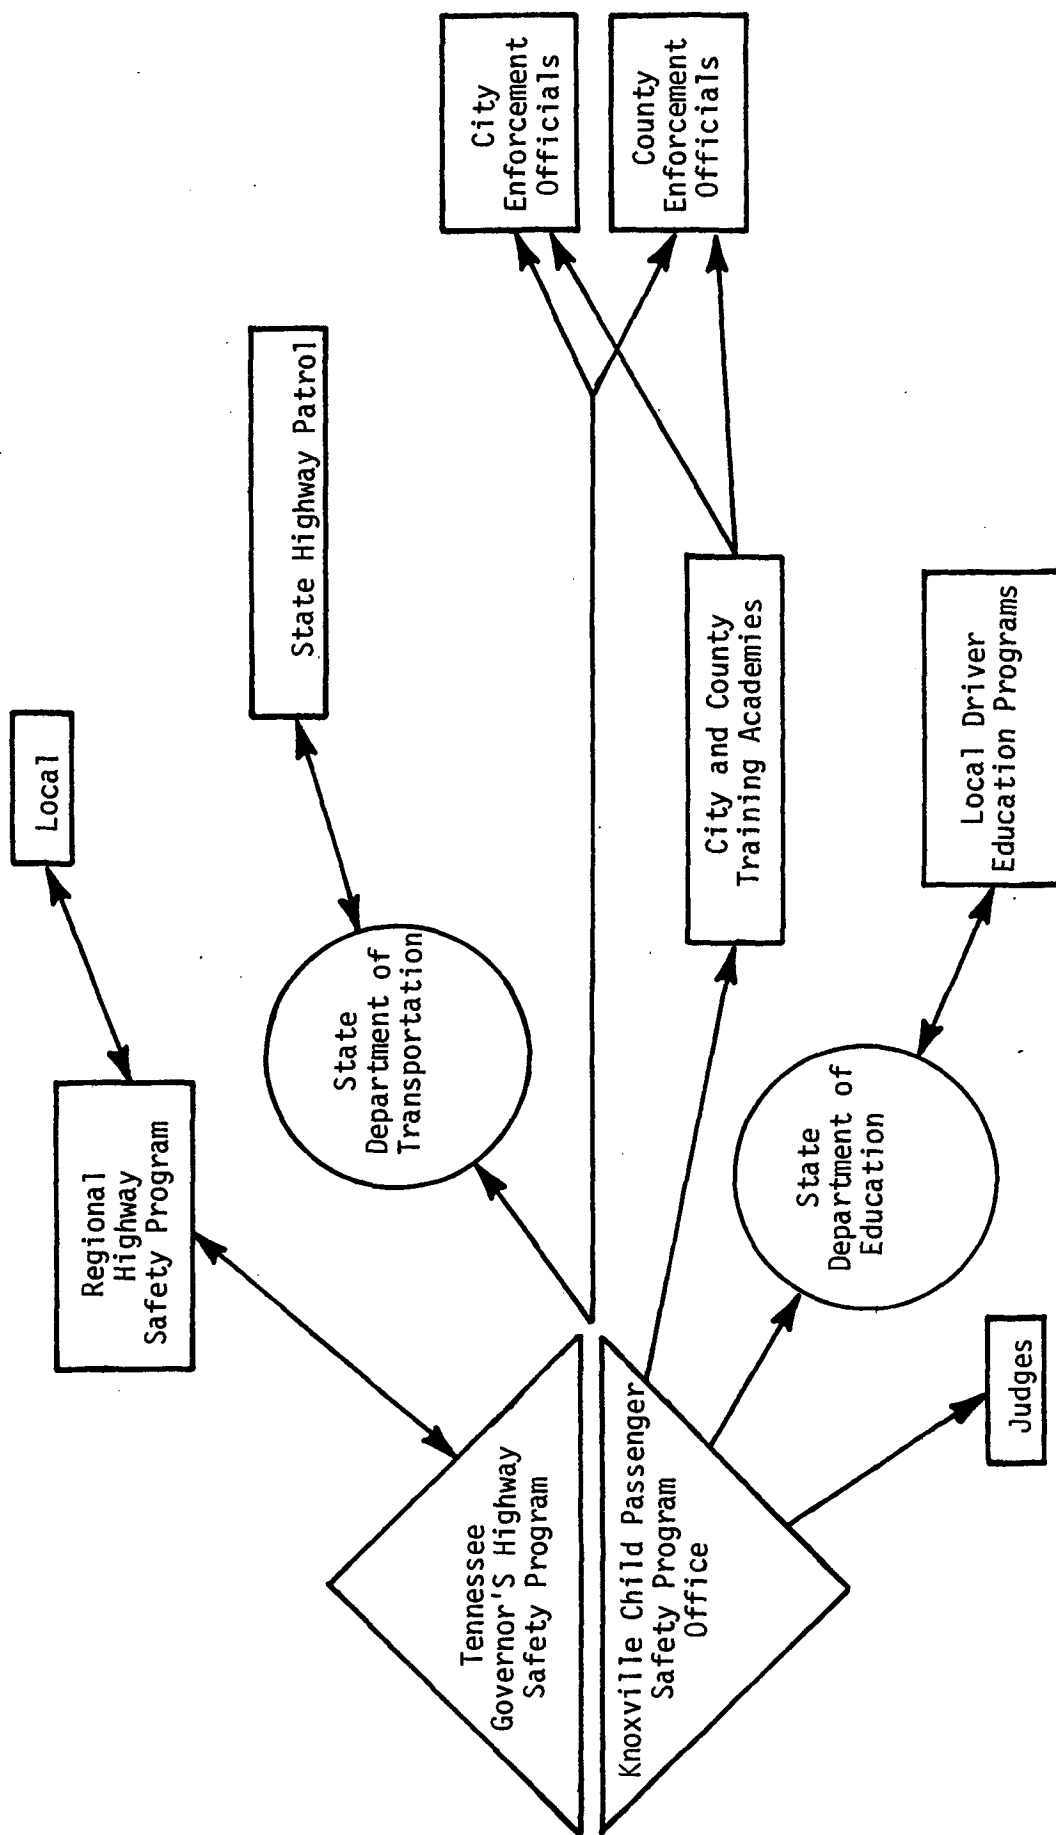 Local
Regional
Highway
Safety Program
State Highway Patrol
State
Department of
Transportation
City
Enforcement
Officials
Tennessee
Governor'S Highway
Safety Program
Knoxville Child Passenger
Safety Program
Office
County
Enforcement
Officials
City and County
Training Academies
State
Department of
Education
Local Driver
Education Programs
Judges